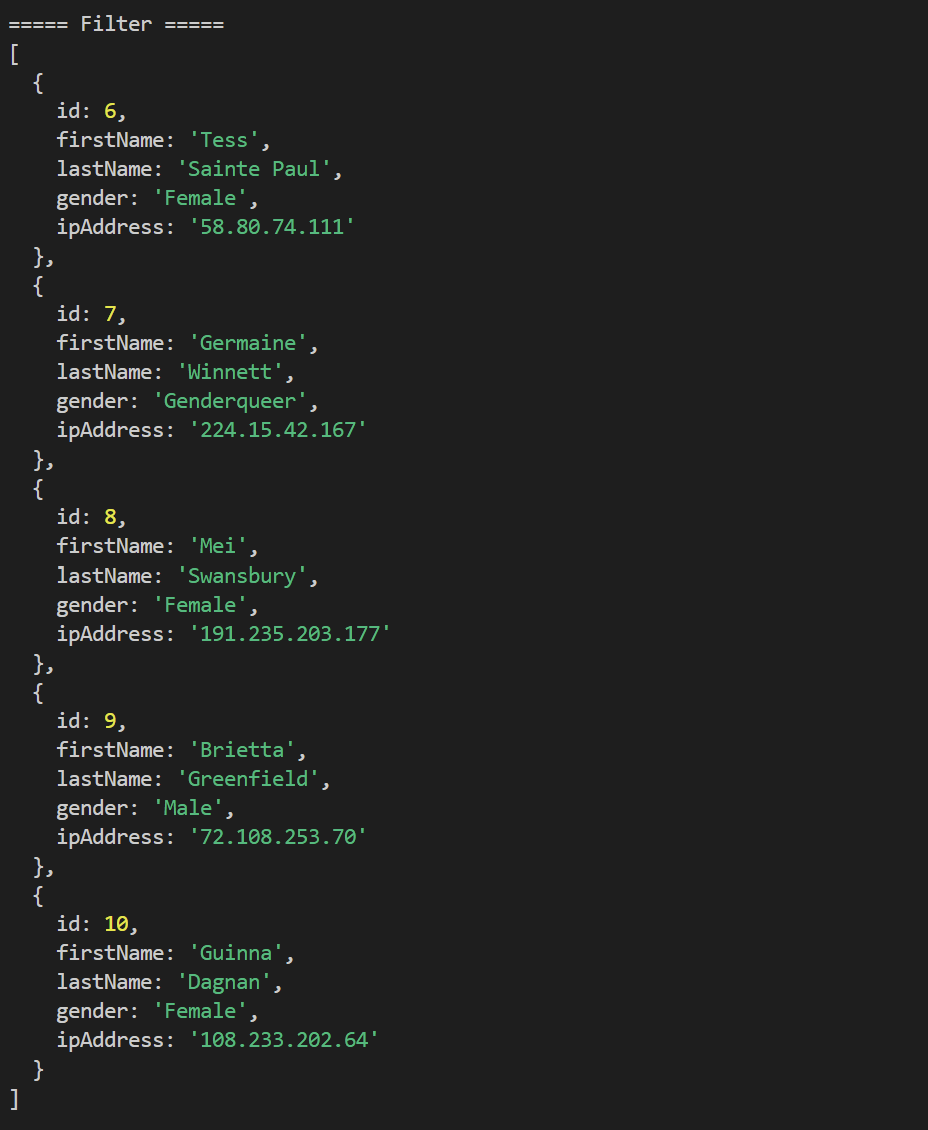 ===== Filter =====
[
  {
    id: 6,
    firstName: 'Tess',
    lastName: 'Sainte Paul',
    gender: 'Female',
    ipAddress: '58.80.74.111'
  },
  {
    id: 7,
    firstName: 'Germaine',
    lastName: 'Winnett',
    gender: 'Genderqueer',
    ipAddress: '224.15.42.167'
  },
  {
    id: 8,
    firstName: 'Mei',
    lastName: 'Swansbury',
    gender: 'Female',
    ipAddress: '191.235.203.177'
  },
  {
    id: 9,
    firstName: 'Brietta',
    lastName: 'Greenfield',
    gender: 'Male',
    ipAddress: '72.108.253.70'
  },
  {
    id: 10,
    firstName: 'Guinna',
    lastName: 'Dagnan',
    gender: 'Female',
    ipAddress: '108.233.202.64'
  }
]